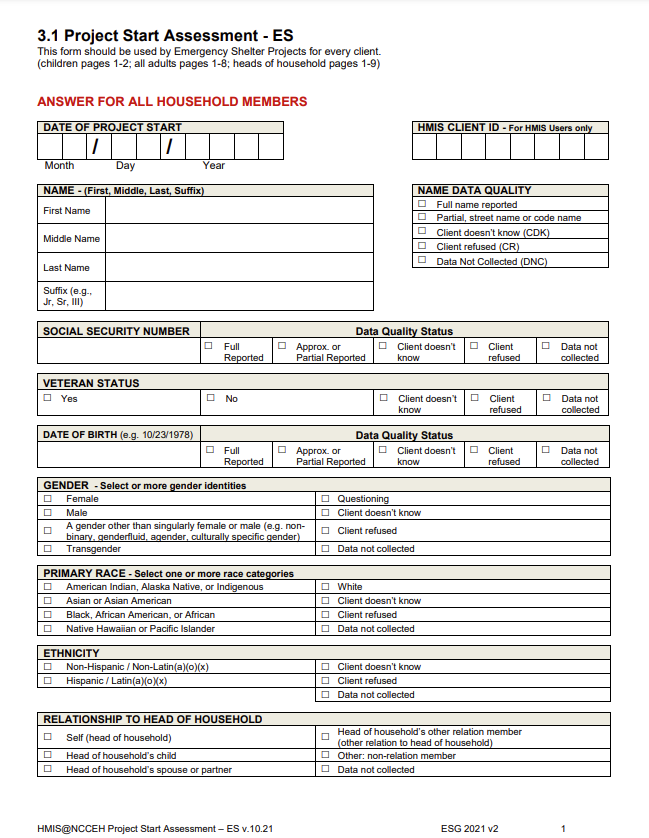 3.1 Project Start Assessment - ES
This form should be used by Emergency Shelter Projects for every client.
(children pages 1-2; all adults pages 1-8; heads of household pages 1-9)
ANSWER FOR ALL HOUSEHOLD MEMBERS
DATE OF PROJECT START
/ /
Month Day Year
HMIS CLIENT ID - For HMIS Users only
NAME - (First, Middle, Last, Suffix)
First Name
Middle Name
Last Name
Suffix (e.g.,
Jr, Sr, III)
NAME DATA QUALITY
☐ Full name reported
☐ Partial, street name or code name
☐ Client doesn't know (CDK)
☐ Client refused (CR)
☐ Data Not Collected (DNC)
SOCIAL SECURITY NUMBER Data Quality Status
☐ Full ☐ Approx. or ☐ Client doesn't ☐ Client ☐ Data not
Reported Partial Reported know refused collected
VETERAN STATUS
☐ Yes ☐ No ☐ Client doesn't ☐ Client ☐ Data not
know refused collected
DATE OF BIRTH (e.g. 10/23/1978) Data Quality Status
☐ Full ☐ Approx. or ☐ Client doesn't ☐ Client ☐ Data not
Reported Partial Reported know refused collected
GENDER - Select or more gender identities
☐ Female ☐ Questioning
☐ Male ☐ Client doesn't know
☐ A gender other than singularly female or male (e.g. non-
binary, genderfluid, agender, culturally specific gender) ☐ Client refused
☐ Transgender ☐ Data not collected
PRIMARY RACE - Select one or more race categories
☐ American Indian, Alaska Native, or Indigenous ☐ White
☐ Asian or Asian American ☐ Client doesn't know
☐ Black, African American, or African ☐ Client refused
☐ Native Hawaiian or Pacific Islander ☐ Data not collected
ETHNICITY
☐ Non-Hispanic / Non-Latin(a)(o)(x) ☐ Client doesn't know
☐ Hispanic / Latin(a)(o)(x) ☐ Client refused
☐ Data not collected
RELATIONSHIP TO HEAD OF HOUSEHOLD
☐ Self (head of household) ☐ Head of household's other relation member
(other relation to head of household)
☐ Head of household's child ☐ Other: non-relation member
☐ Head of household's spouse or partner ☐ Data not collected
HMIS@NCCEH Project Start Assessment – ES v.10.21 ESG 2021 v2 1